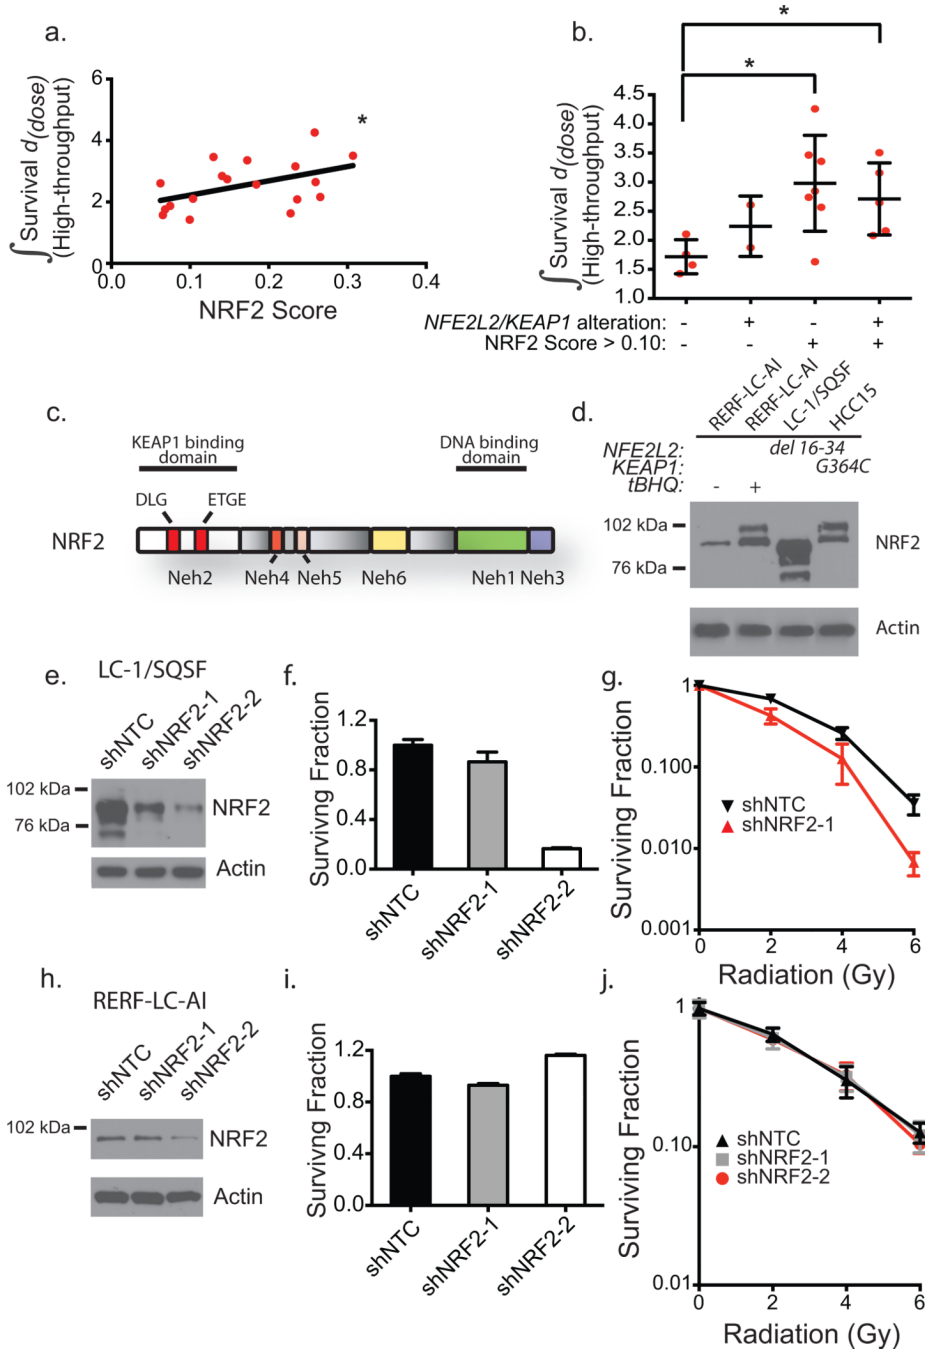 a.
∫ Survival d(dose)
(High-throughput)
6
4
2
0
*
0.0 0.1 0.2 0.3 0.4
NRF2 Score
b.
∫ Survival d(dose)
(High-throughput)
*
*
4.5
4.0
3.5
3.0
2.5
2.0
1.5
1.0
NFE2L2/KEAP1 alteration: - + - +
NRF2 Score > 0.10: - - + +
c.
KEAP1 binding
domain
DNA binding
domain
DLG ETGE
NRF2
Neh2 Neh4 Neh5 Neh6 Neh1 Neh3
d.
RERF-LC-AI RERF-LC-AI LC-1/SQSF HCC15
NFE2L2: del 16-34
KEAP1: G364C
tBHQ: - +
102 kDa
76 kDa
NRF2
Actin
e.
LC-1/SQSF
shNTC shNRF2-1 shNRF2-2
102 kDa
76 kDa
NRF2
Actin
f.
Survivng Fraction
1.2
0.8
0.4
0.0
shNTC shNRF2-1 shNRF2-2
g.
Surviving Fraction
1
0.100
0.010
0.001
shNTC
shNRF2-1
0 2 4 6
Radiation (Gy)
h.
RERF-LC-AI
shNTC shNRF2-1 shNRF2-2
102 kDa
NRF2
Actin
i.
Survivng Fraction
1.2
0.8
0.4
0.0
shNTC shNRF2-1 shNRF2-2
j.
Surviving Fraction
1
0.10
0.01
shNTC
shNRF2-1
shNRF2-2
0 2 4 6
Radiation (Gy)